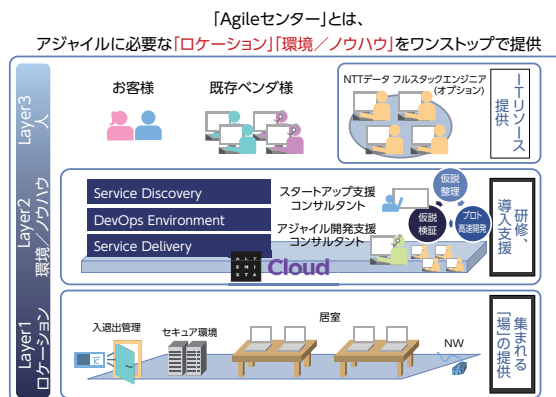 「Agileセンター」とは、
アジャイルに必要な「ロケーション」「環境／ノウハウ」をワンストップで提供
Layer3
人
お客様
既存ベンダ様
NTTデータ フルスタックエンジニア
(オプション)
ITリソース
提供
Layer2
環境／ノウハウ
Service Discovery
DevOps Environment
Service Delivery
スタートアップ支援
コンサルタント
アジャイル開発支援
コンサルタント
仮説
整理
仮説
検証
プロト
高速開発
ALTEMISTA
Cloud
研修、
導入支援
Layer1
ロケーション
入退出管理
セキュア環境
居室
NW
集まれる
「場」の提供